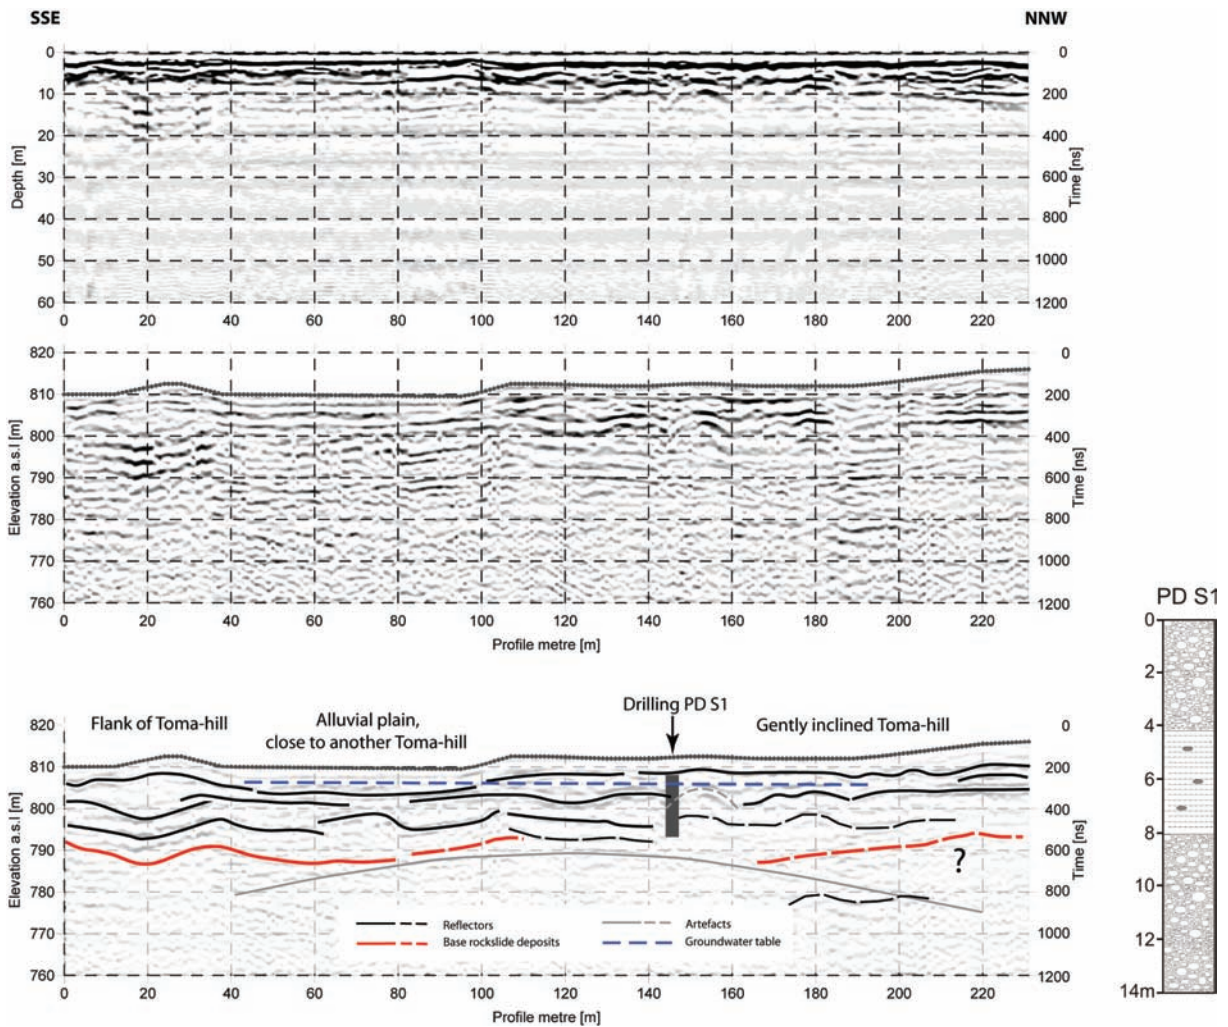 SSE NNW
0 0
10 200
20 400
30 600
40 800
50 1000
60 1200
Depth [m] Time [ns]
0 20 40 60 80 100 120 140 160 180 200 220
820 0
810 200
800 400
790 600
780 800
770 1000
760 1200
Elevation a.s.l [m] Time [ns]
0 20 40 60 80 100 120 140 160 180 200 220
Profile metre [m]
Drilling PD S1
Flank of Toma-hill Alluvial plain, Gently inclined Toma-hill
close to another Toma-hill
820 0
810 200
800 400
790 600
780 800
770 1000
760 1200
Elevation a.s.l [m] Time [ns]
?
Reflectors Artefacts
Base rockslide deposits Groundwater table
0 20 40 60 80 100 120 140 160 180 200 220
Profile metre [m]
PD S1
0
2
4
6
8
10
12
14m